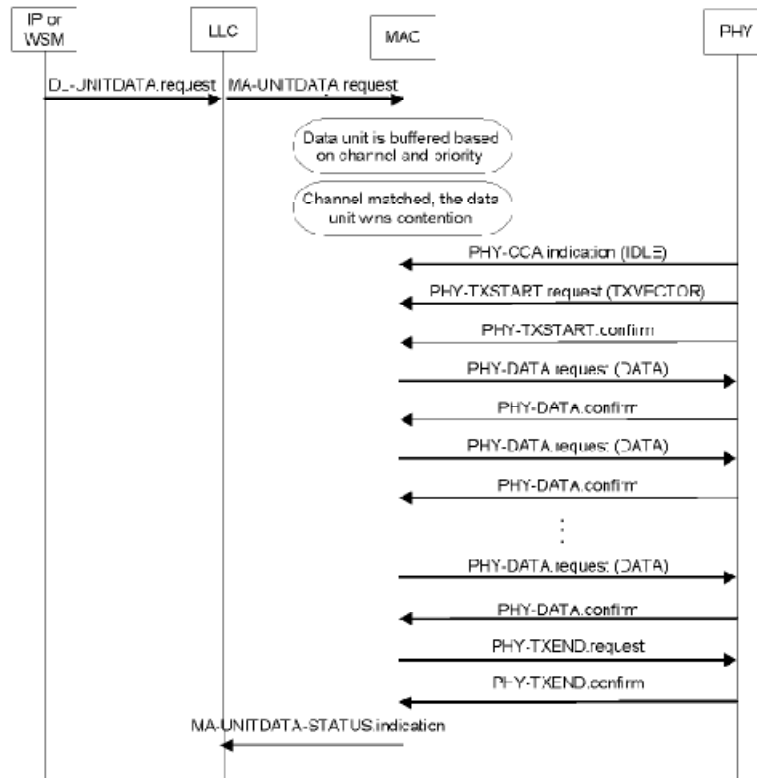 IP or
WSM
LLC
MAC
PHY
DL-UNITDATA.request
MA-UNITDATA request
Data unit is buffered based
on channel and priority
Channel matched, the data
unit wins contention
PHY-CCA indication (IDLE)
PHY-TXSTART request (TXVECTOR)
PHY-TXSTART.confirm
PHY-DATA request (DATA)
PHY-DATA.confirm
PHY-DATA request (DATA)
PHY-DATA.confirm
PHY-DATA request (DATA)
PHY-DATA.confirm
PHY-TXEND.request
PHY-TXEND.confirm
MA-UNITDATA-STATUS.indication